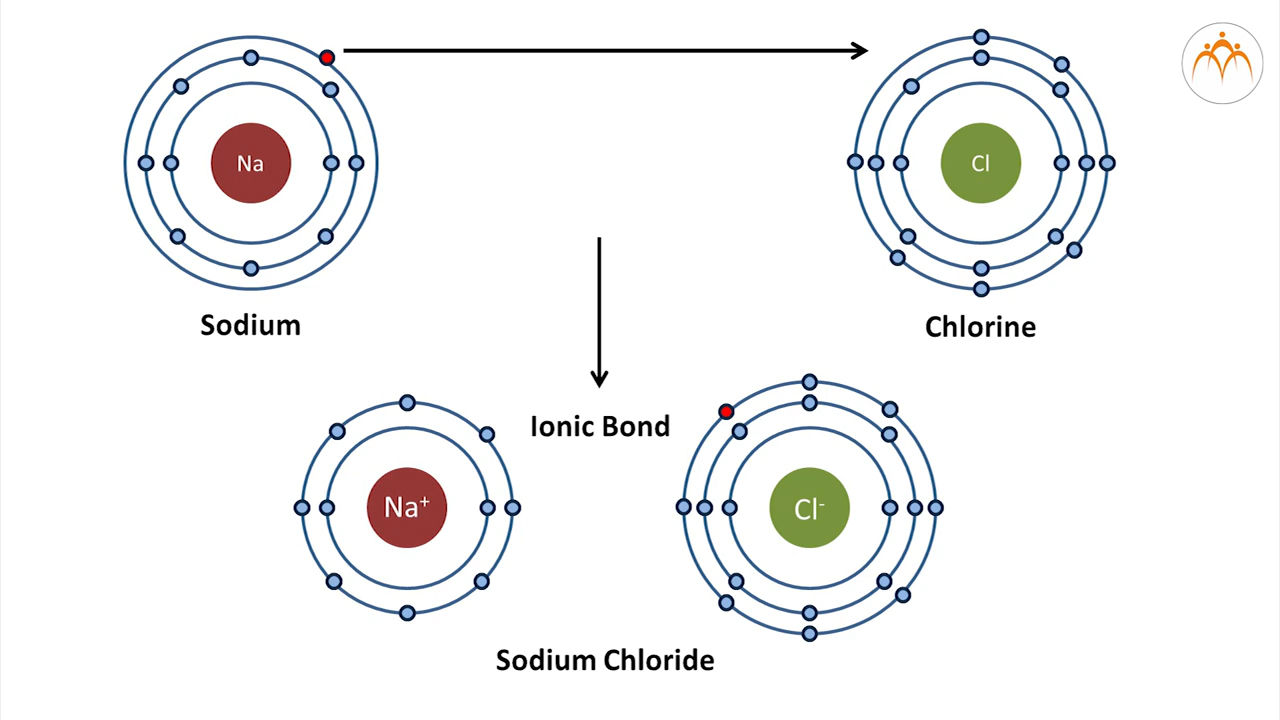 Na
Cl
Sodium
Chlorine
Ionic Bond
Na⁺
Cl⁻
Sodium Chloride